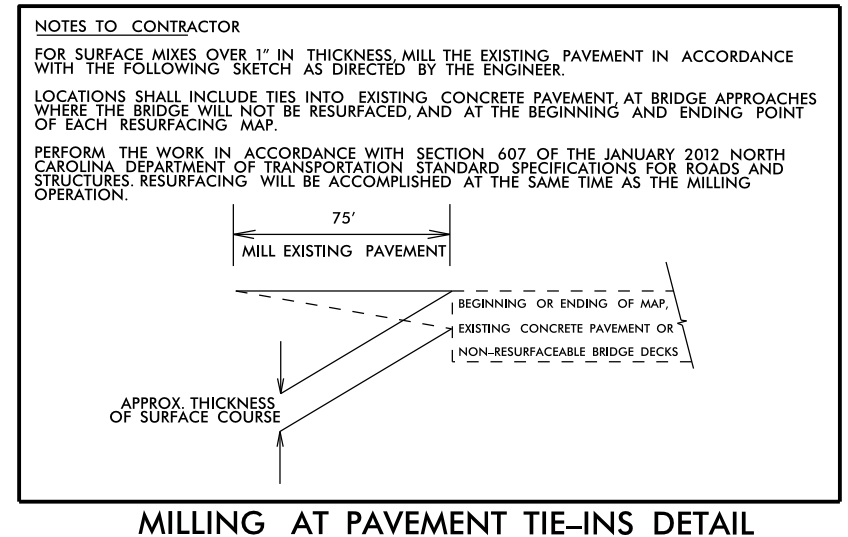 NOTES TO CONTRACTOR
FOR SURFACE MIXES OVER 1" IN THICKNESS, MILL THE EXISTING PAVEMENT IN ACCORDANCE
WITH THE FOLLOWING SKETCH AS DIRECTED BY THE ENGINEER.
LOCATIONS SHALL INCLUDE TIES INTO EXISTING CONCRETE PAVEMENT, AT BRIDGE APPROACHES
WHERE THE BRIDGE WILL NOT BE RESURFACED, AND AT THE BEGINNING AND ENDING POINT
OF EACH RESURFACING MAP.
PERFORM THE WORK IN ACCORDANCE WITH SECTION 607 OF THE JANUARY 2012 NORTH
CAROLINA DEPARTMENT OF TRANSPORTATION STANDARD SPECIFICATIONS FOR ROADS AND
STRUCTURES. RESURFACING WILL BE ACCOMPLISHED AT THE SAME TIME AS THE MILLING
OPERATION.
75'
MILL EXISTING PAVEMENT
BEGINNING OR ENDING OF MAP,
EXISTING CONCRETE PAVEMENT OR
NON-RESURFACEABLE BRIDGE DECKS
APPROX. THICKNESS
OF SURFACE COURSE
MILLING AT PAVEMENT TIE-INS DETAIL